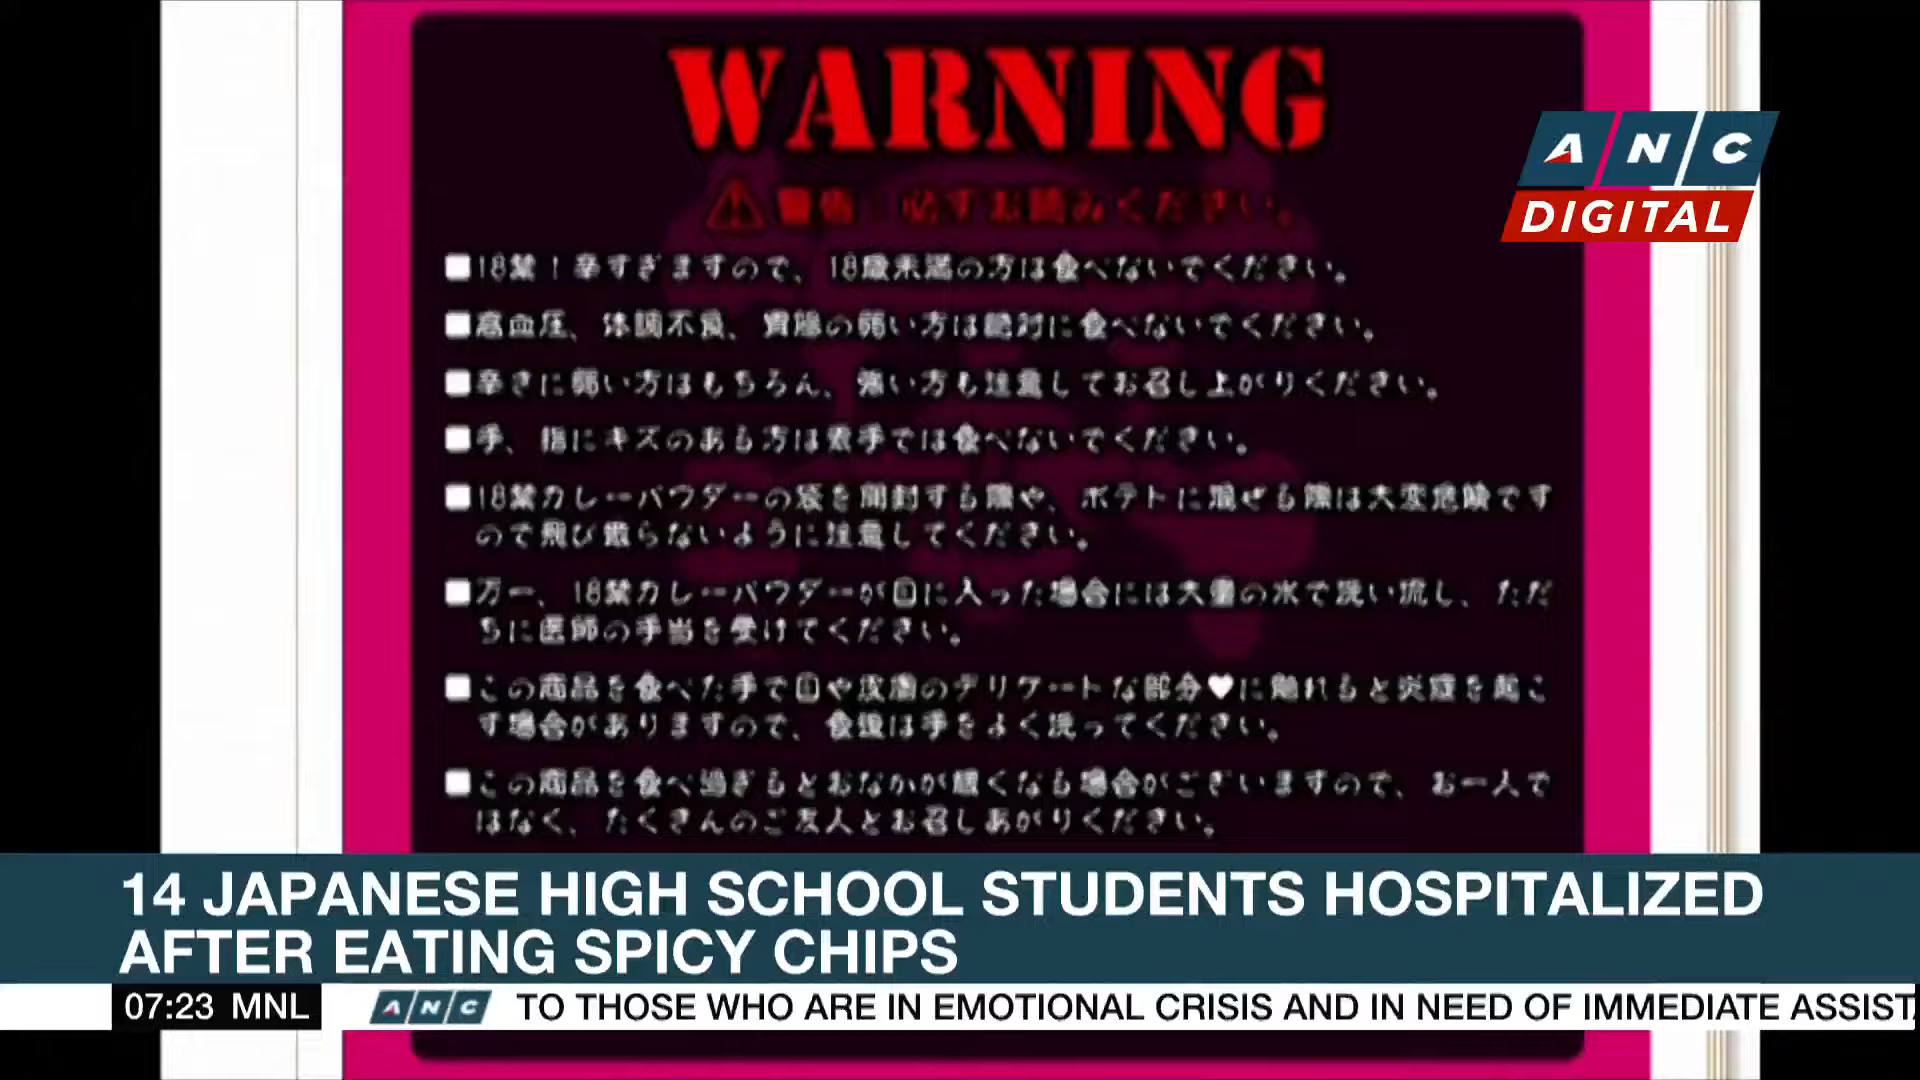 WARNING
警告：必ずお読みください。
ANC
DIGITAL
■18禁！辛すぎますので、18歳未満の方は食べないでください。
■高血圧、体調不良、胃腸の弱い方は絶対に食べないでください。
■辛さに弱い方はもちろん、強い方も注意してお召し上がりください。
■手、指にキズのある方は素手では食べないでください。
■18禁カレーパウダーの袋を開封する際や、ポテトに混ぜる際は大変危険です
ので飛び散らないように注意してください。
■万一、18禁カレーパウダーが目に入った場合には大量の水で洗い流し、ただ
ちに医師の手当を受けてください。
■この商品を食べた手で目や皮膚のデリケートな部分♥に触れると炎症を起こ
す場合がありますので、食後は手をよく洗ってください。
■この商品を食べ過ぎるとおなかが緩くなる場合がございますので、お一人で
はなく、たくさんのご友人とお召しあがりください。
14 JAPANESE HIGH SCHOOL STUDENTS HOSPITALIZED
AFTER EATING SPICY CHIPS
07:23 MNL ANC TO THOSE WHO ARE IN EMOTIONAL CRISIS AND IN NEED OF IMMEDIATE ASSIST